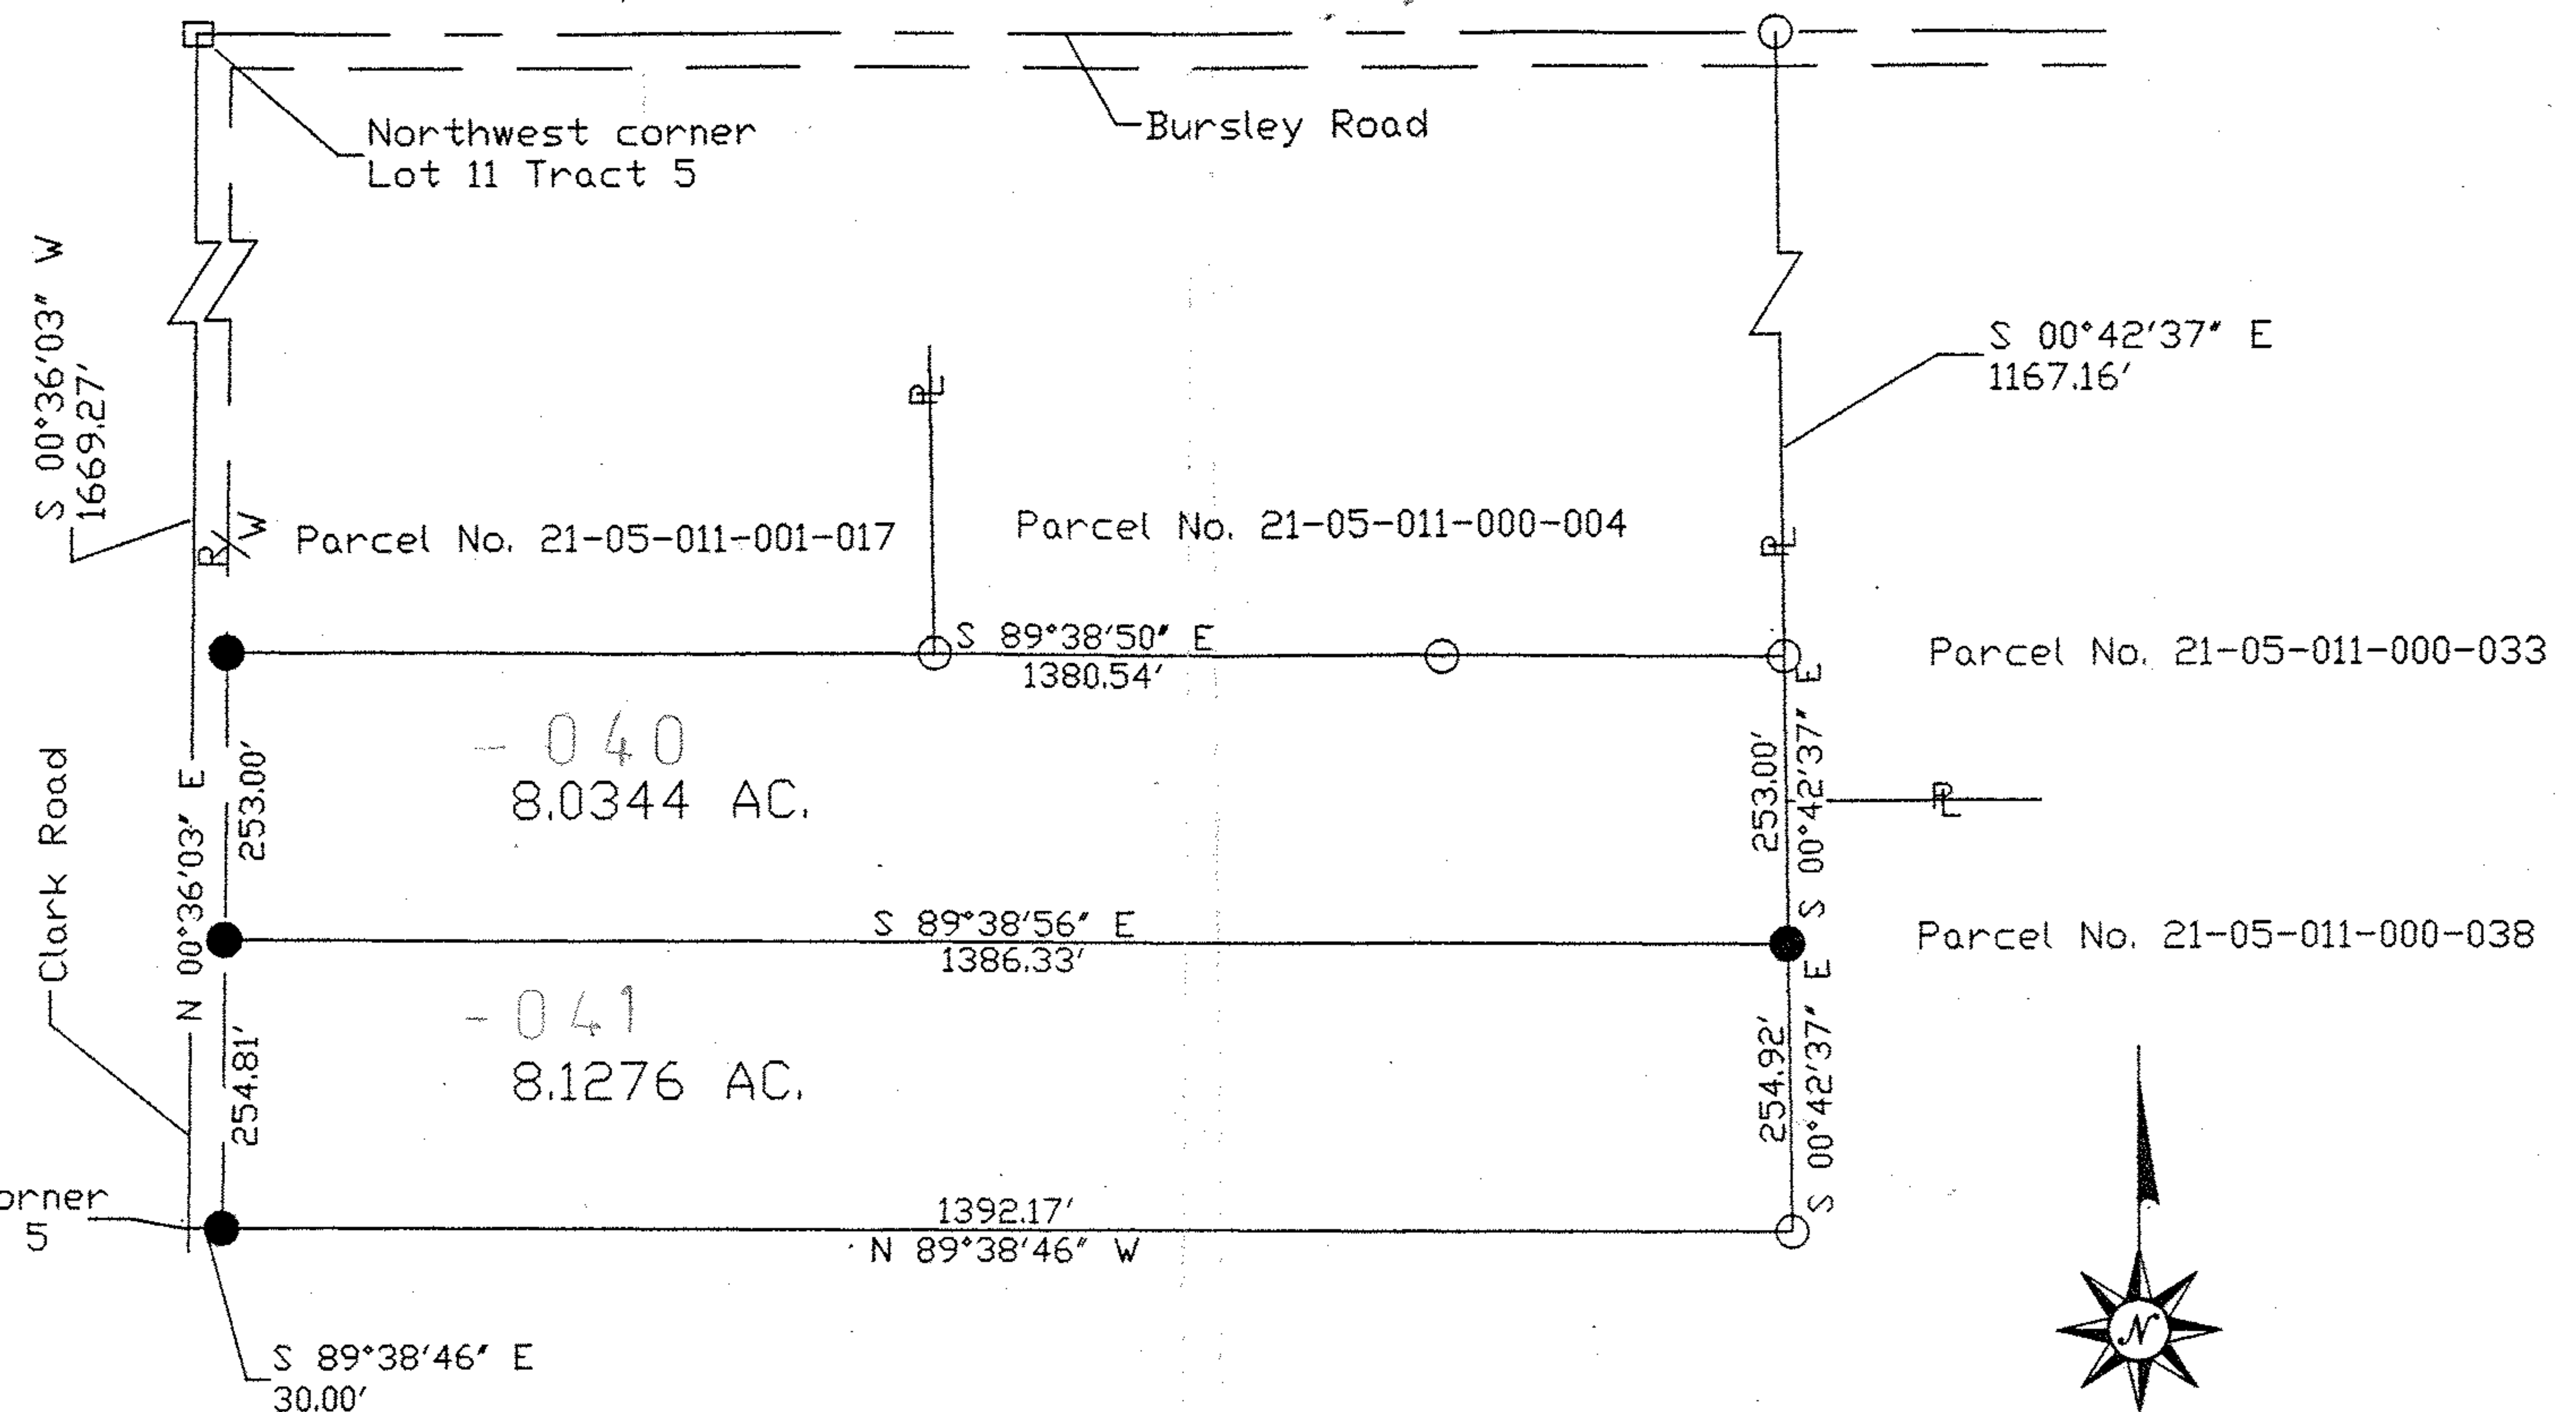 Northwest corner
Lot 11 Tract 5
Bursley Road
S 00°36'03" W
1669.27'
S 00°42'37" E
1167.16'
R/W
PL
PL
Parcel No. 21-05-011-001-017
Parcel No. 21-05-011-000-004
S 89°38'50" E
1380.54'
Parcel No. 21-05-011-000-033
- 040
8.0344 AC.
Clark Road
N 00°36'03" E
253.00'
253.00'
S 00°42'37" E
PL
S 89°38'56" E
1386.33'
Parcel No. 21-05-011-000-038
- 041
8.1276 AC.
254.81'
254.92'
S 00°42'37" E
orner
5
1392.17'
N 89°38'46" W
S 89°38'46" E
30.00'
N